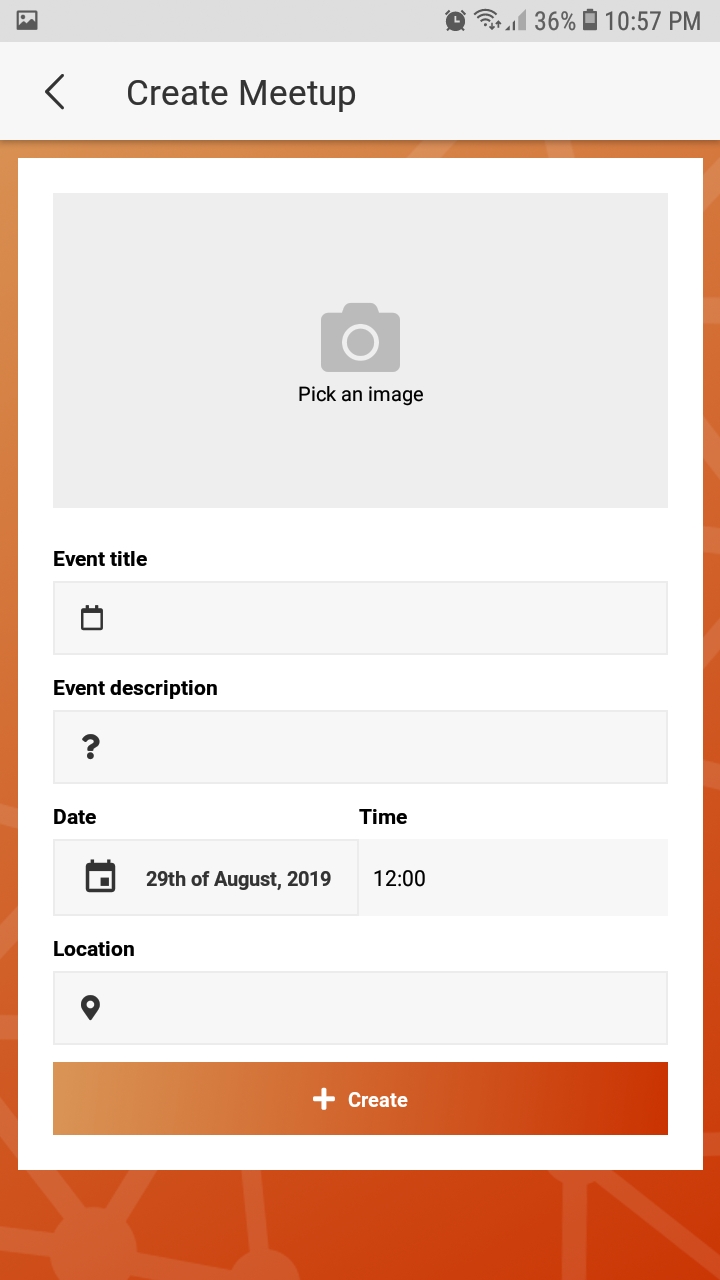 36% 10:57 PM
Create Meetup
Pick an image
Event title
Event description
Date Time
29th of August, 2019 12:00
Location
Create